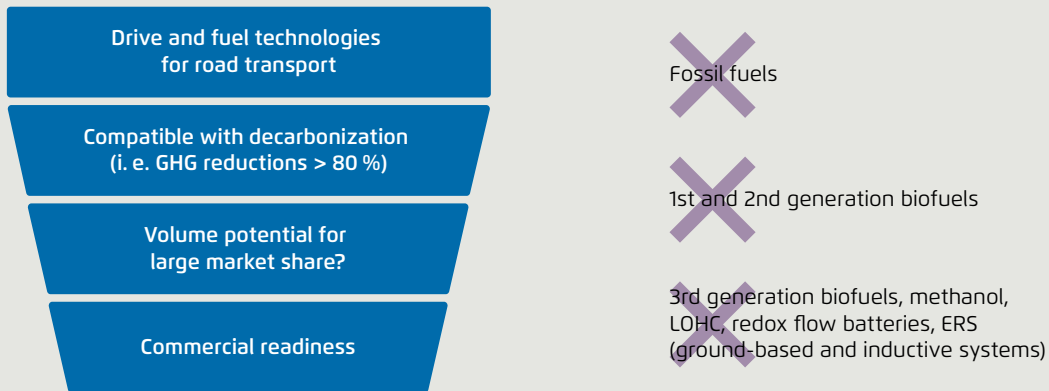 Drive and fuel technologies
for road transport
Fossil fuels
Compatible with decarbonization
(i. e. GHG reductions > 80 %)
1st and 2nd generation biofuels
Volume potential for
large market share?
3rd generation biofuels, methanol,
LOHC, redox flow batteries, ERS
(ground-based and inductive systems)
Commercial readiness